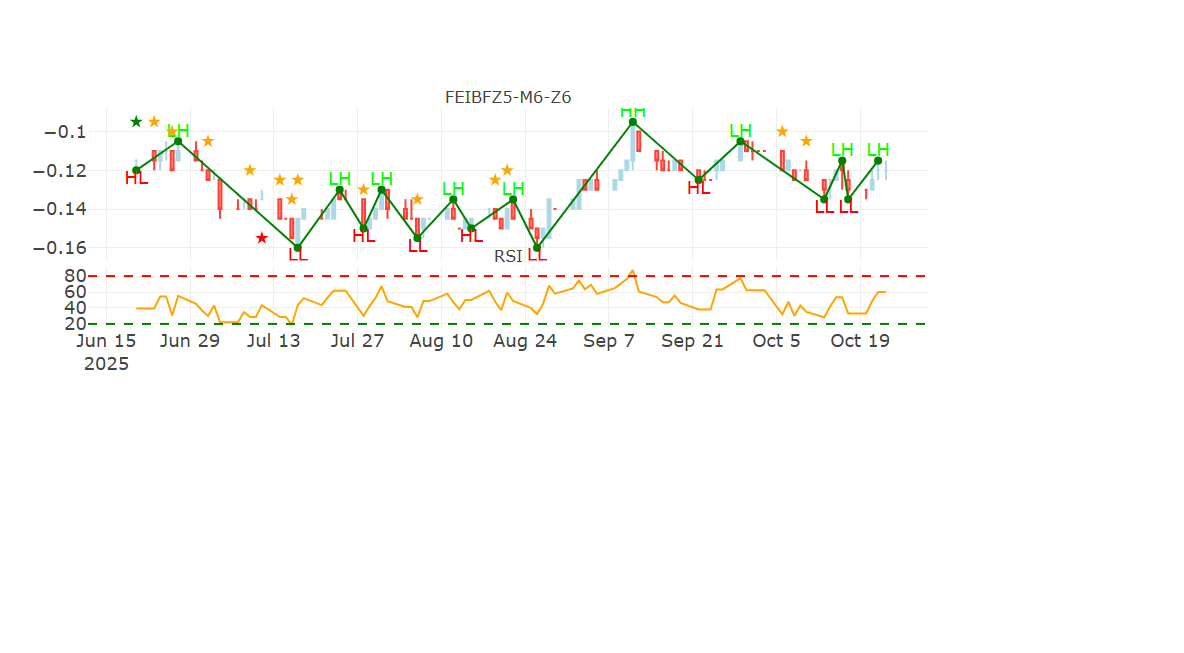 FEIBFZ5-M6-Z6
HH
LH LH
−0.1
LH LH
−0.12
HL LH LH HL
LH LH
−0.14
LL LL
HL HL
LL
−0.16
LL RSI LL
80
60
40
20
Jun 15 Jun 29 Jul 13 Jul 27 Aug 10 Aug 24 Sep 7 Sep 21 Oct 5 Oct 19
2025